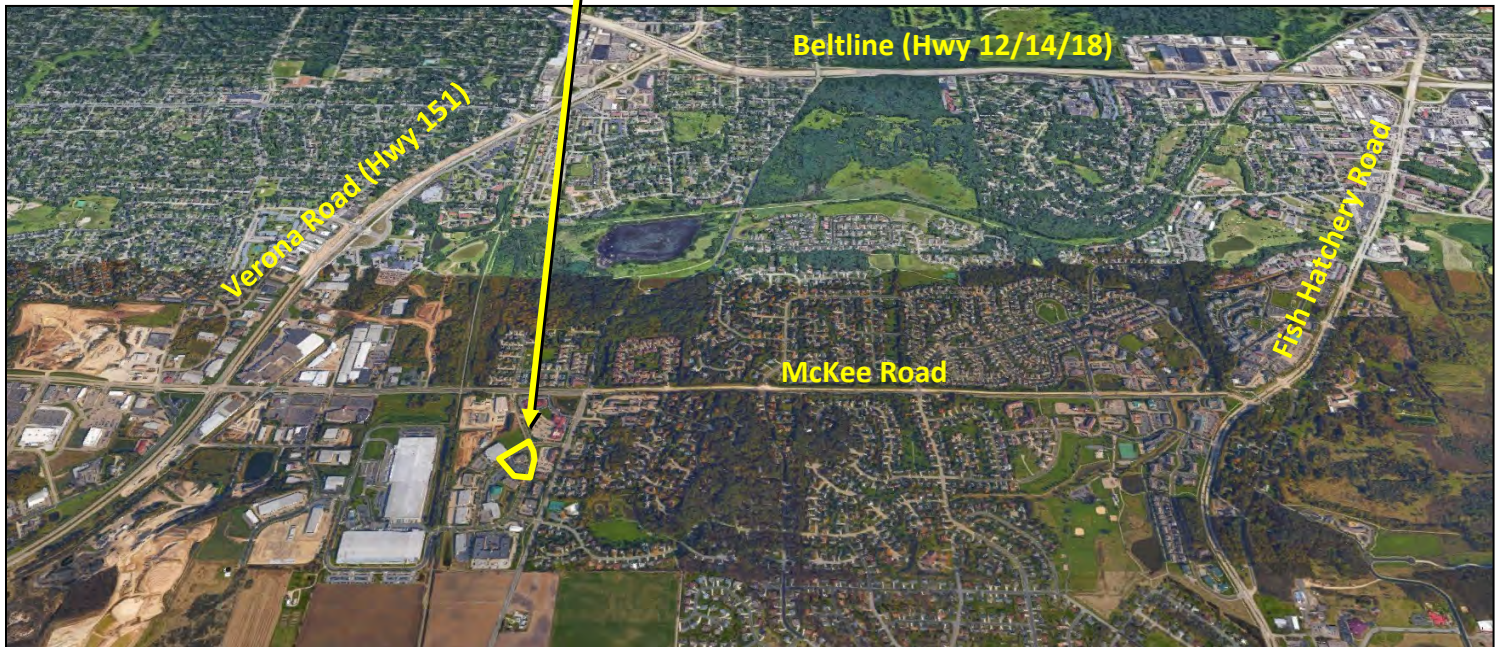 Beltline (Hwy 12/14/18)
Verona Road (Hwy 151)
Fish Hatchery Road
McKee Road